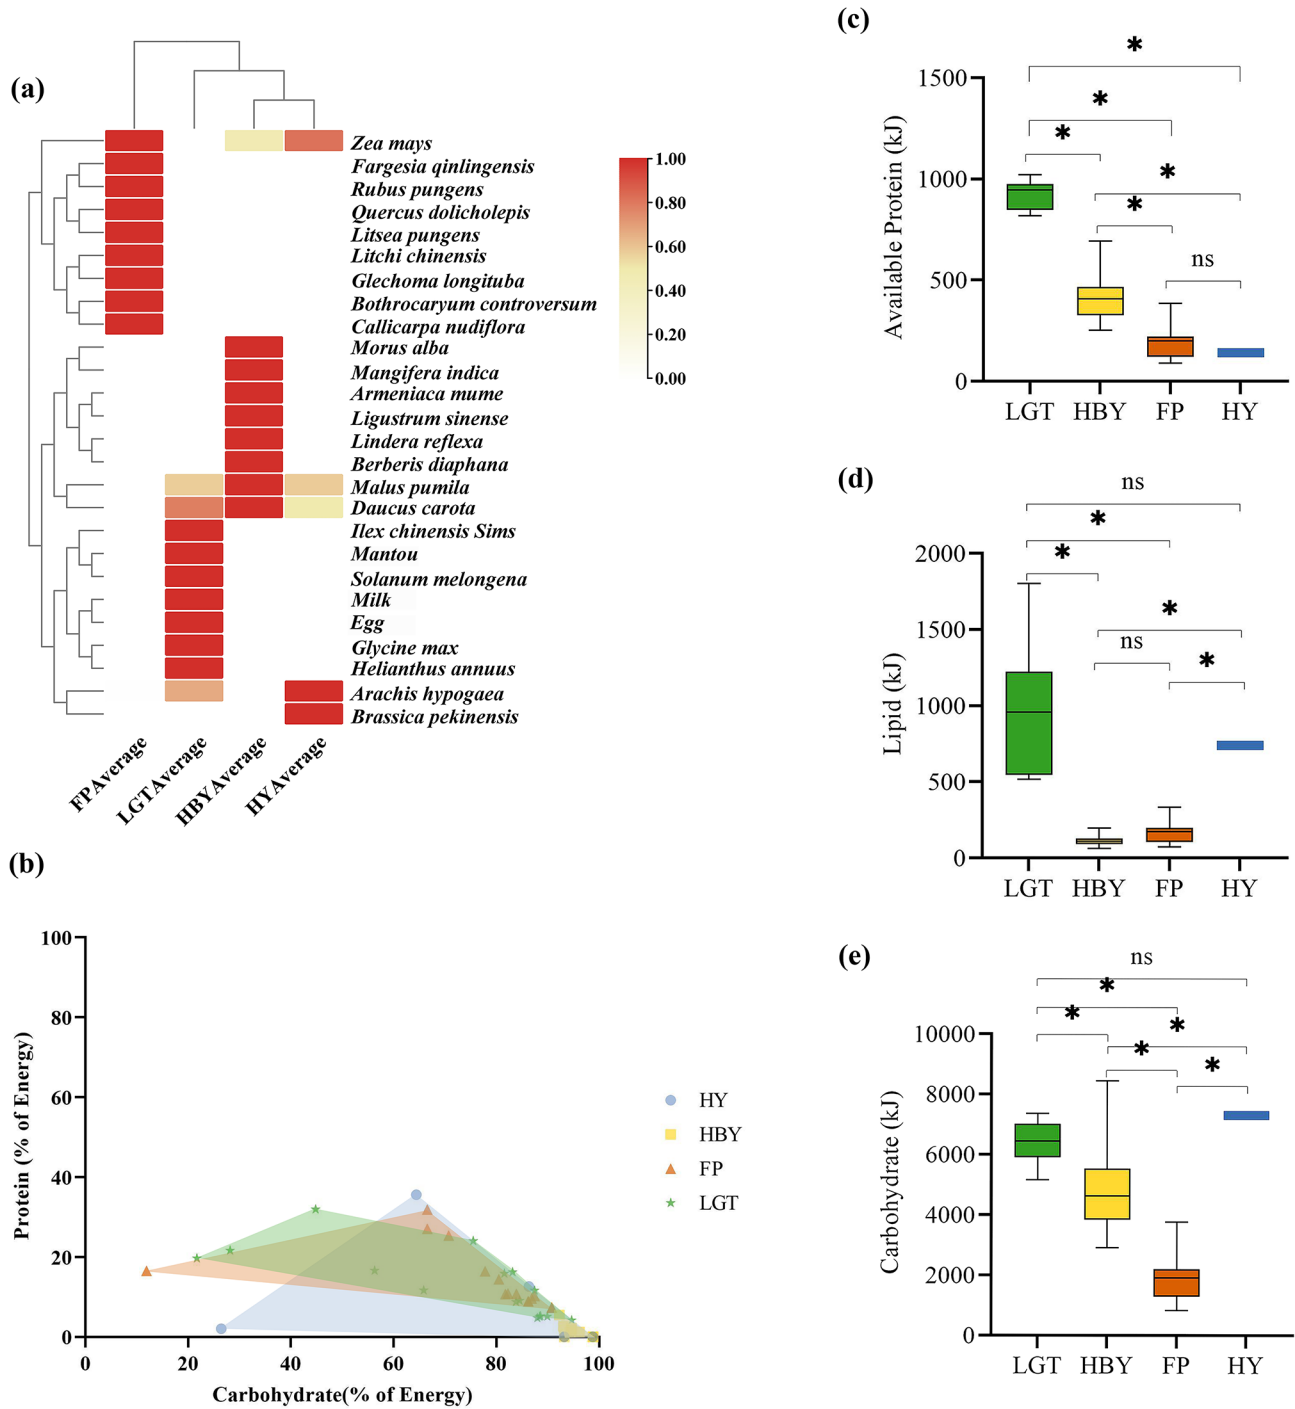 (a)
Zea mays
Fargesia qinlingensis
Rubus pungens
Quercus dolicholepis
Litsea pungens
Litchi chinensis
Glechoma longituba
Bothrocaryum controversum
Callicarpa nudiflora
Morus alba
Mangifera indica
Armeniaca mume
Ligustrum sinense
Lindera reflexa
Berberis diaphana
Malus pumila
Daucus carota
Ilex chinensis Sims
Mantou
Solanum melongena
Milk
Egg
Glycine max
Helianthus annuus
Arachis hypogaea
Brassica pekinensis
FPAverage
LGTAverage
HBYAverage
HYAverage
1.00
0.80
0.60
0.40
0.20
0.00
(b)
Protein (% of Energy)
100
80
60
40
20
0
0 20 40 60 80 100
Carbohydrate(% of Energy)
HY
HBY
FP
LGT
(c)
Available Protein (kJ)
1500
1000
500
0
*
*
*
*
*
ns
LGT HBY FP HY
(d)
Lipid (kJ)
2000
1500
1000
500
0
ns
*
*
*
ns
*
LGT HBY FP HY
(e)
Carbohydrate (kJ)
10000
8000
6000
4000
2000
0
ns
*
*
*
*
*
LGT HBY FP HY